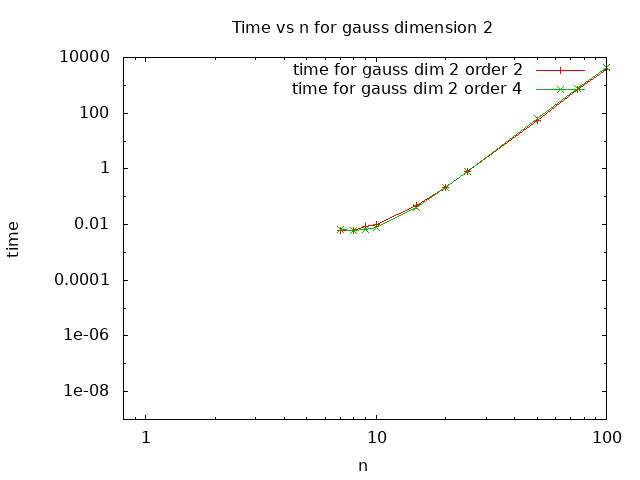 Time vs n for gauss dimension 2
10000
time for gauss dim 2 order 2
time for gauss dim 2 order 4
100
1
0.01
0.0001
1e-06
1e-08
time
1
10
100
n